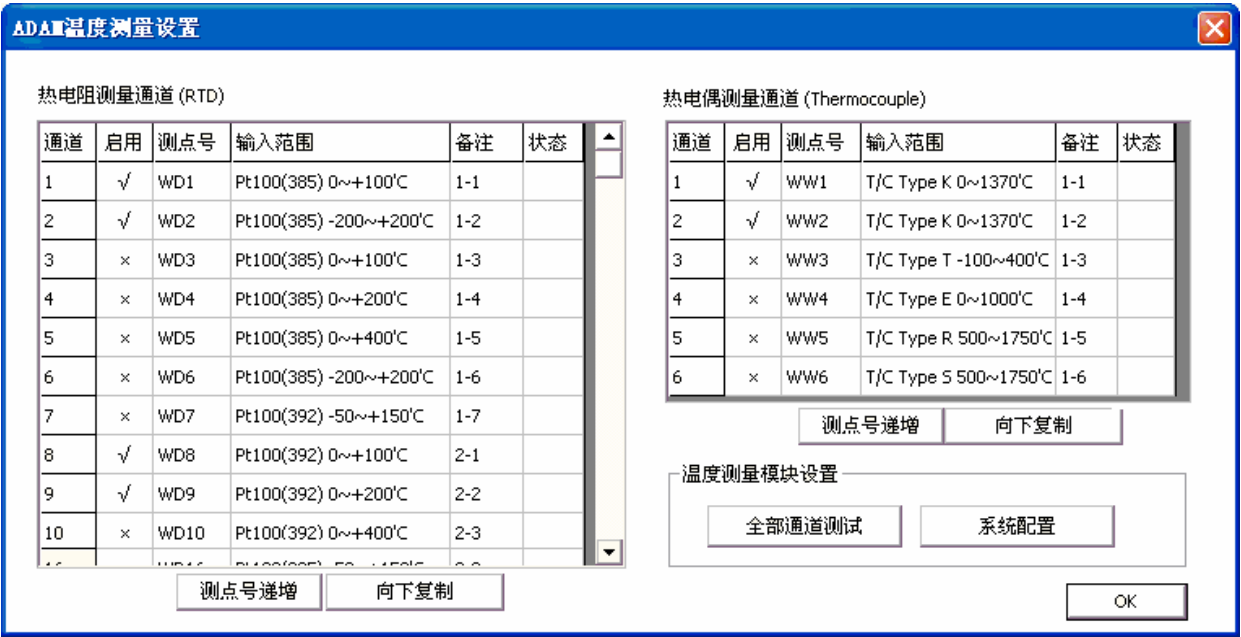 ADAM温度测量设置
热电阻测量通道 (RTD)
通道 启用 测点号 输入范围 备注 状态
1 √ WD1 Pt100(385) 0~+100'C 1-1
2 √ WD2 Pt100(385) -200~+200'C 1-2
3 × WD3 Pt100(385) 0~+100'C 1-3
4 × WD4 Pt100(385) 0~+200'C 1-4
5 × WD5 Pt100(385) 0~+400'C 1-5
6 × WD6 Pt100(385) -200~+200'C 1-6
7 × WD7 Pt100(392) -50~+150'C 1-7
8 √ WD8 Pt100(392) 0~+100'C 2-1
9 √ WD9 Pt100(392) 0~+200'C 2-2
10 × WD10 Pt100(392) 0~+400'C 2-3
测点号递增 向下复制
热电偶测量通道 (Thermocouple)
通道 启用 测点号 输入范围 备注 状态
1 √ WW1 T/C Type K 0~1370'C 1-1
2 √ WW2 T/C Type K 0~1370'C 1-2
3 × WW3 T/C Type T -100~400'C 1-3
4 × WW4 T/C Type E 0~1000'C 1-4
5 × WW5 T/C Type R 500~1750'C 1-5
6 × WW6 T/C Type S 500~1750'C 1-6
测点号递增 向下复制
温度测量模块设置
全部通道测试 系统配置
OK